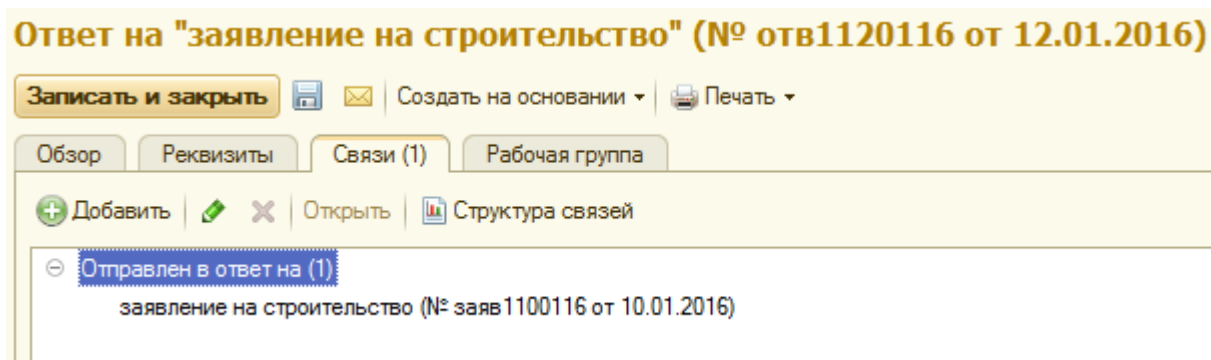 Ответ на "заявление на строительство" (№ отв1120116 от 12.01.2016)
Записать и закрыть Создать на основании Печать
Обзор Реквизиты Связи (1) Рабочая группа
Добавить Открыть Структура связей
Отправлен в ответ на (1)
заявление на строительство (№ заяв1100116 от 10.01.2016)